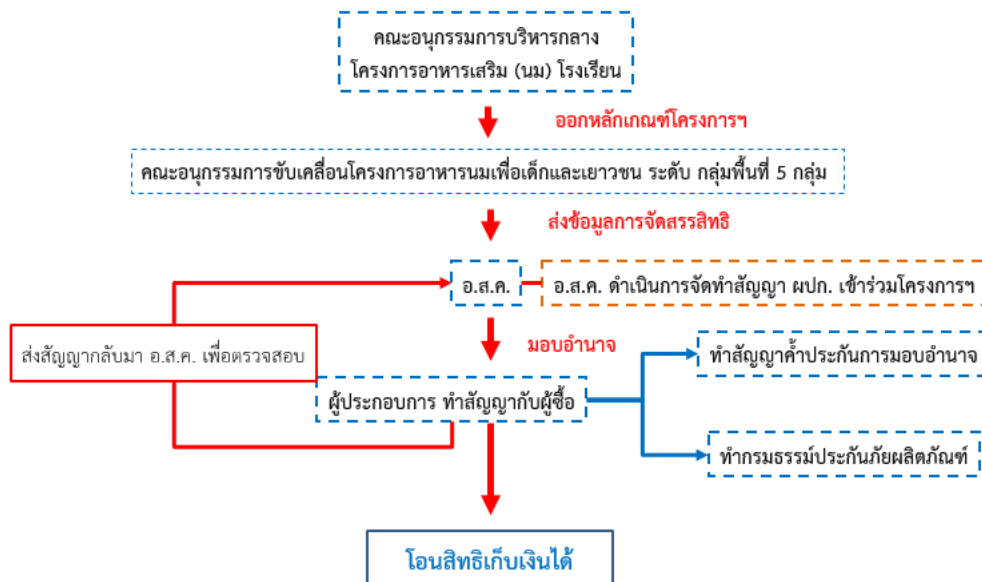 คณะอนุกรรมการบริหารกลาง
โครงการอาหารเสริม (นม) โรงเรียน
ออกหลักเกณฑ์โครงการฯ
คณะอนุกรรมการขับเคลื่อนโครงการอาหารนมเพื่อเด็กและเยาวชน ระดับ กลุ่มพื้นที่ 5 กลุ่ม
ส่งข้อมูลการจัดสรรสิทธิ
อ.ส.ค.
อ.ส.ค. ดำเนินการจัดทำสัญญา ผปก. เข้าร่วมโครงการฯ
ส่งสัญญากลับมา อ.ส.ค. เพื่อตรวจสอบ
มอบอำนาจ
ทำสัญญาค้ำประกันการมอบอำนาจ
ผู้ประกอบการ ทำสัญญากับผู้ซื้อ
ทำกรมธรรม์ประกันภัยผลิตภัณฑ์
โอนสิทธิเก็บเงินได้